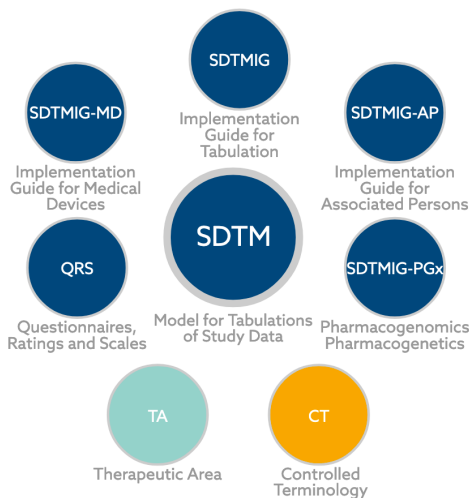 SDTMIG
Implementation
Guide for
Tabulation
SDTMIG-MD
Implementation
Guide for Medical
Devices
SDTMIG-AP
Implementation
Guide for
Associated Persons
SDTM
Model for Tabulations
of Study Data
QRS
Questionnaires,
Ratings and Scales
SDTMIG-PGx
Pharmacogenomics
Pharmacogenetics
TA
Therapeutic Area
CT
Controlled
Terminology